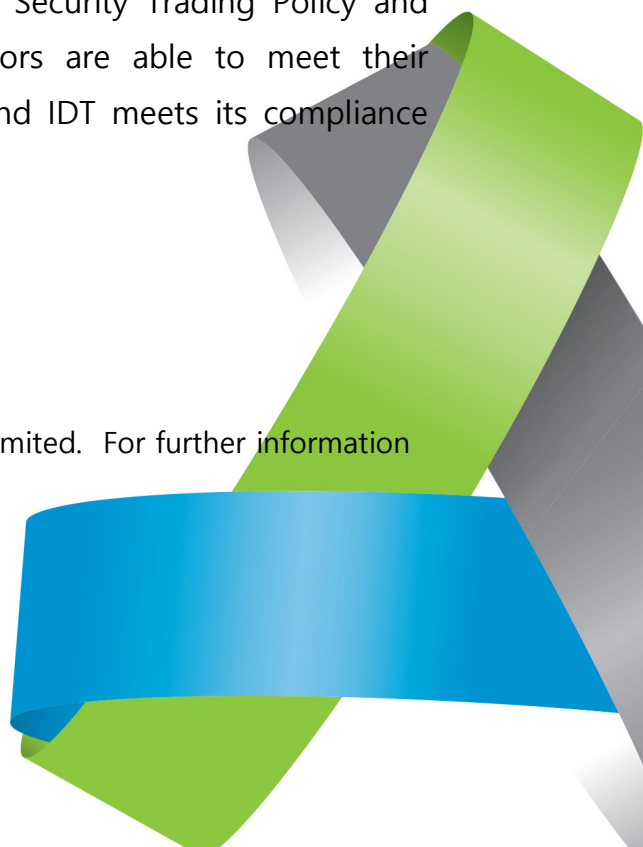 Security Trading Policy and
ors are able to meet their
nd IDT meets its compliance
mited. For further information